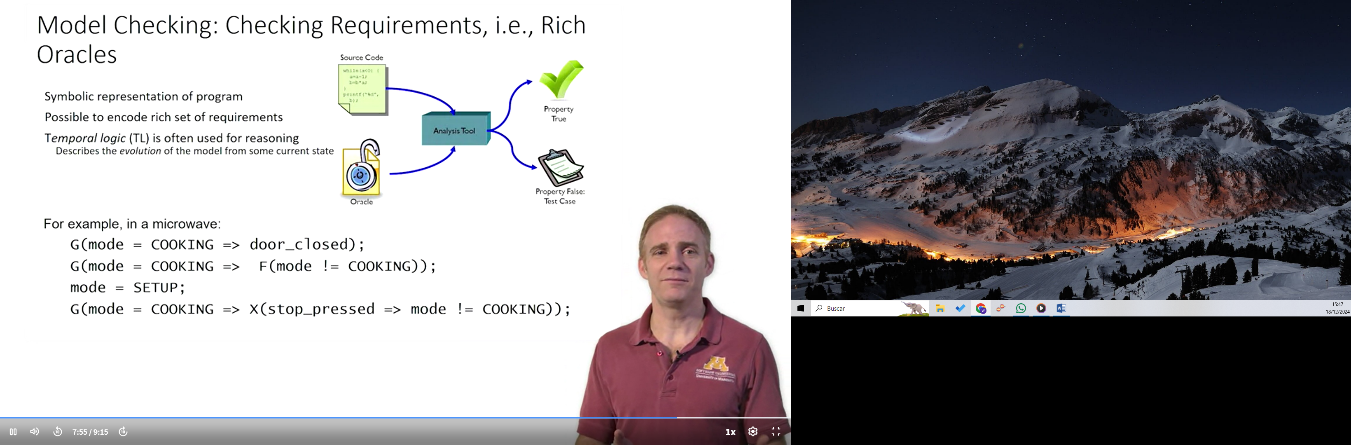 Model Checking: Checking Requirements, i.e., Rich
Oracles
Source Code
Symbolic representation of program
Possible to encode rich set of requirements
Temporal logic (TL) is often used for reasoning
Describes the evolution of the model from some current state
Analysis Tool
Property
True
Oracle
Property False:
Test Case
For example, in a microwave:
G(mode = COOKING => door_closed);
G(mode = COOKING =>  F(mode != COOKING));
mode = SETUP;
G(mode = COOKING => X(stop_pressed => mode != COOKING));
7:55 / 9:15
1x
Buscar